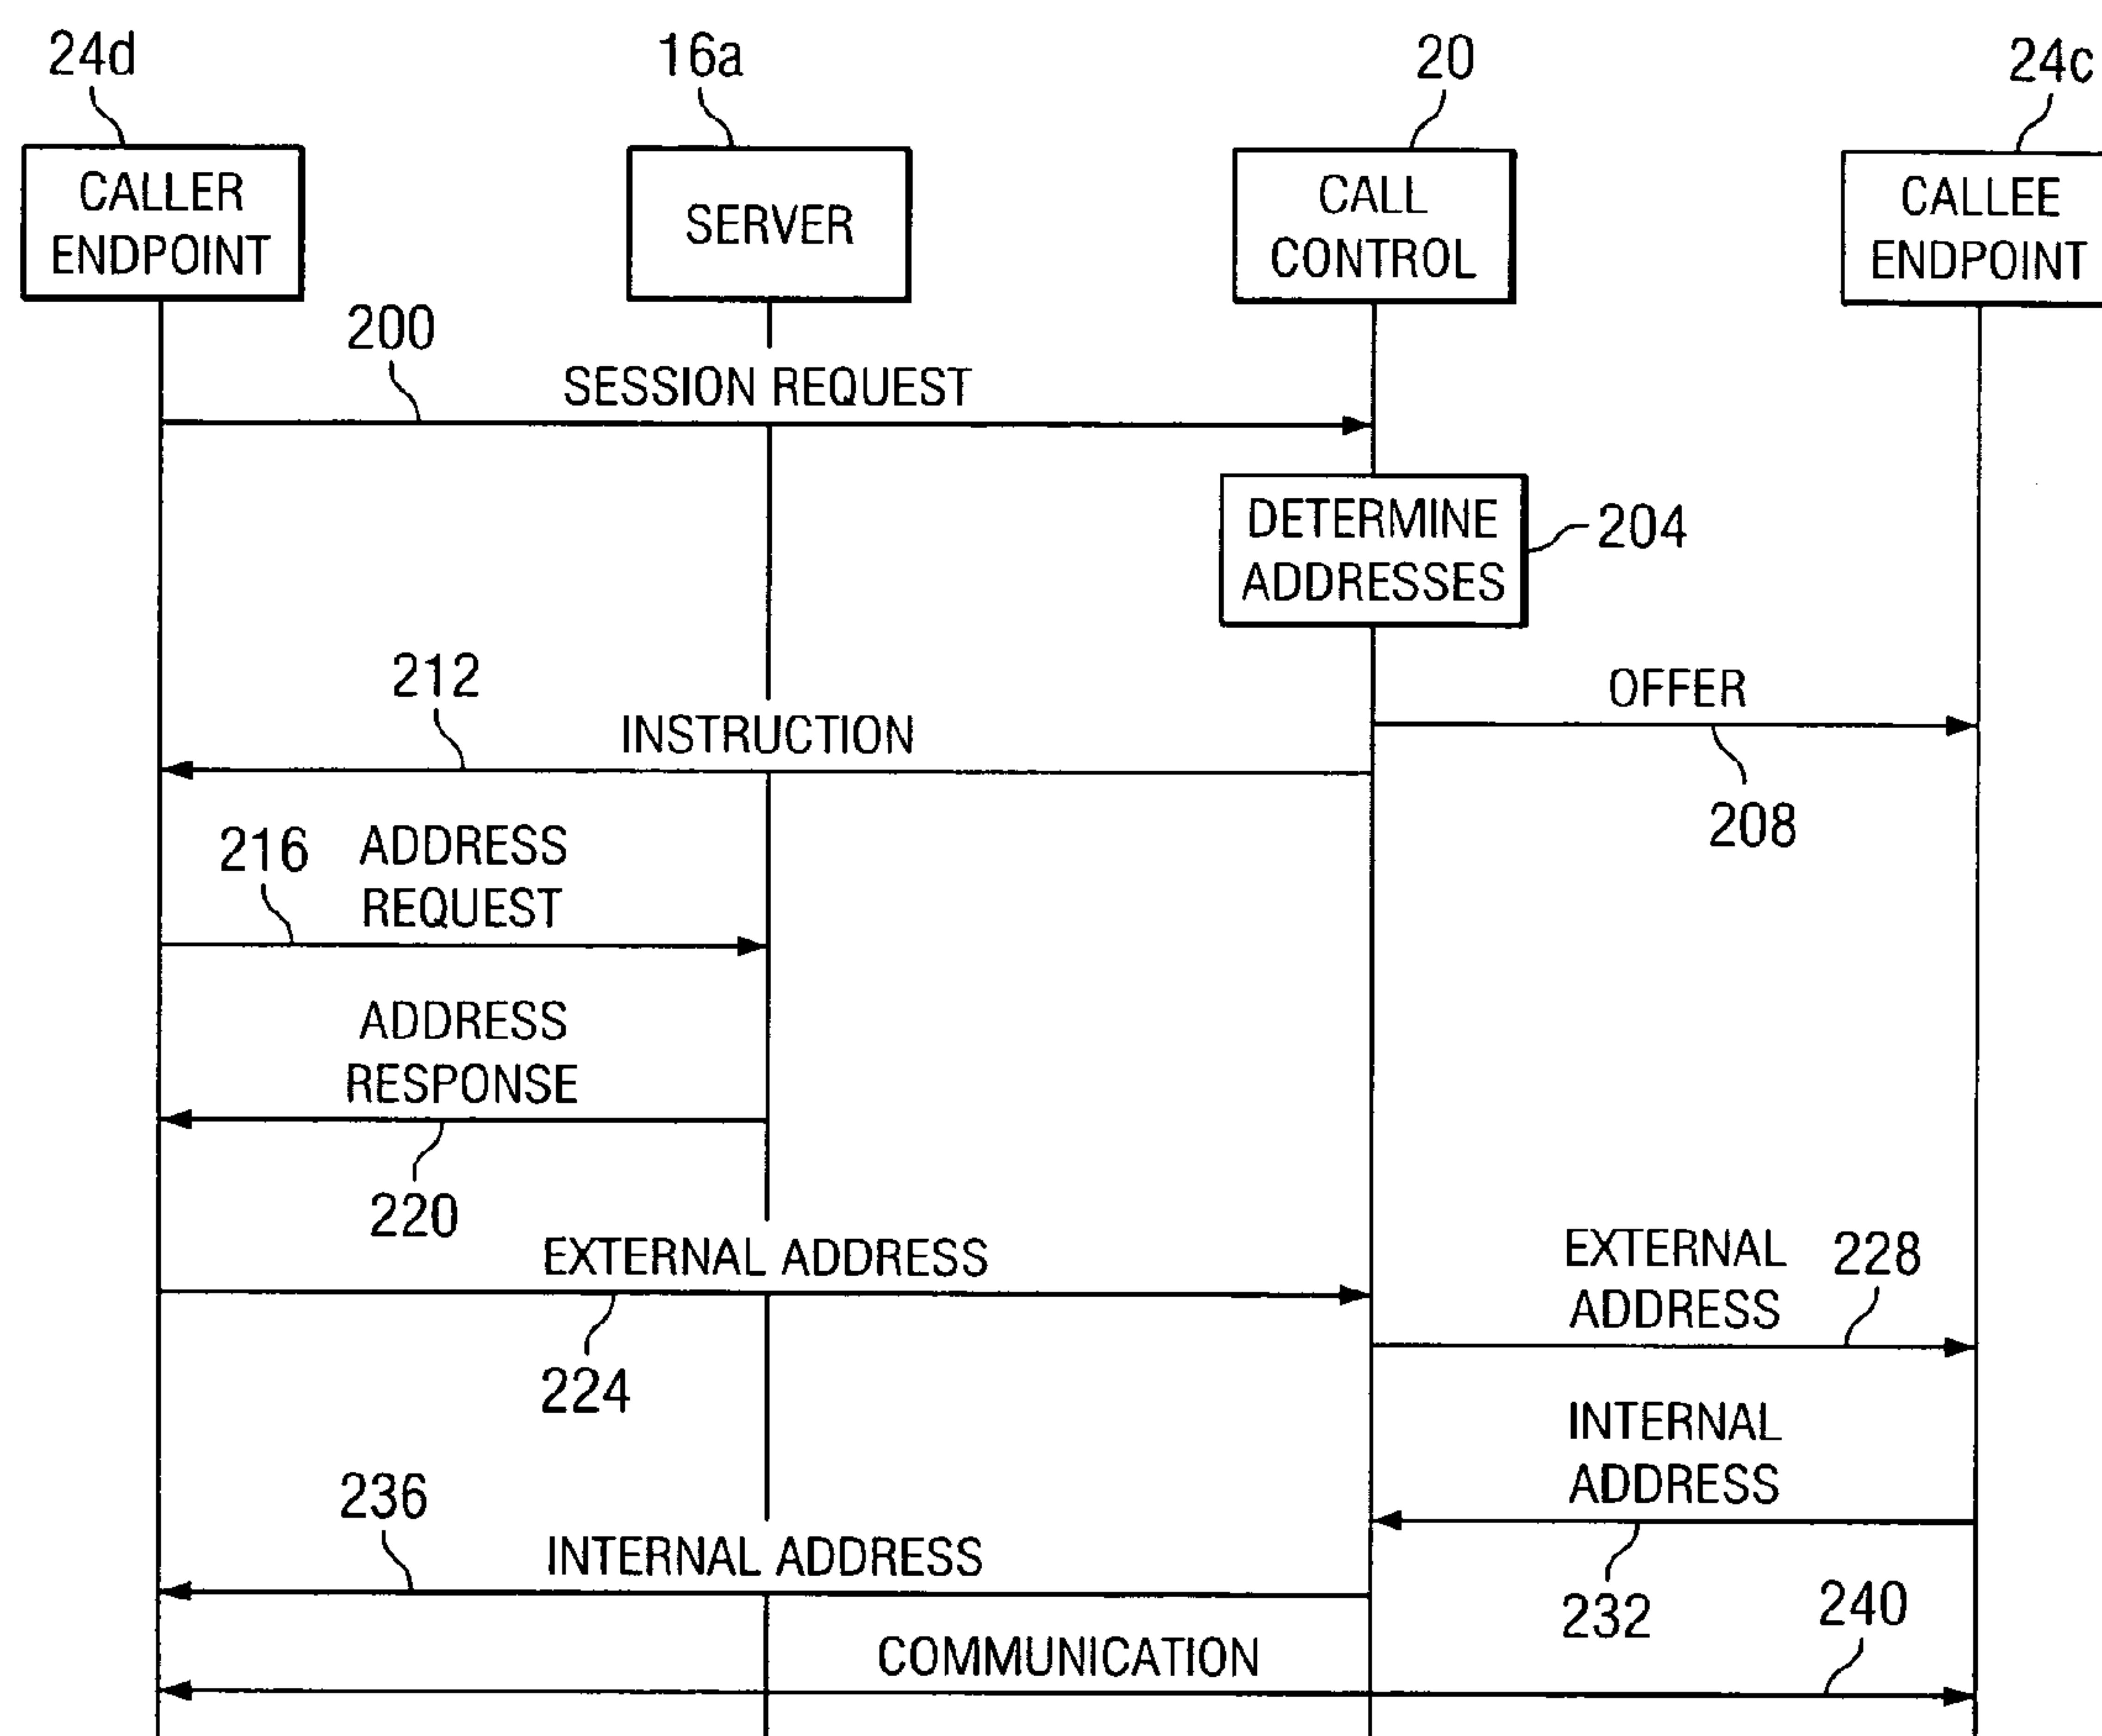 24d
16a
20
24c
CALLER
ENDPOINT
SERVER
CALL
CONTROL
CALLEE
ENDPOINT
200
SESSION REQUEST
DETERMINE
ADDRESSES
204
212
INSTRUCTION
OFFER
208
216
ADDRESS
REQUEST
ADDRESS
RESPONSE
220
EXTERNAL ADDRESS
224
EXTERNAL
ADDRESS
228
INTERNAL
ADDRESS
232
236
INTERNAL ADDRESS
COMMUNICATION
240